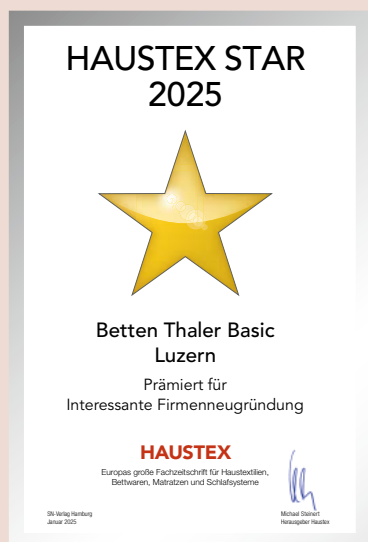 HAUSTEX STAR
2025
Betten Thaler Basic
Luzern
Prämiert für
Interessante Firmenneugründung
HAUSTEX
Europas große Fachzeitschrift für Haustextilien,
Bettwaren, Matratzen und Schlafsysteme
SN-Verlag Hamburg
Januar 2025
Michael Steinert
Herausgeber Haustex